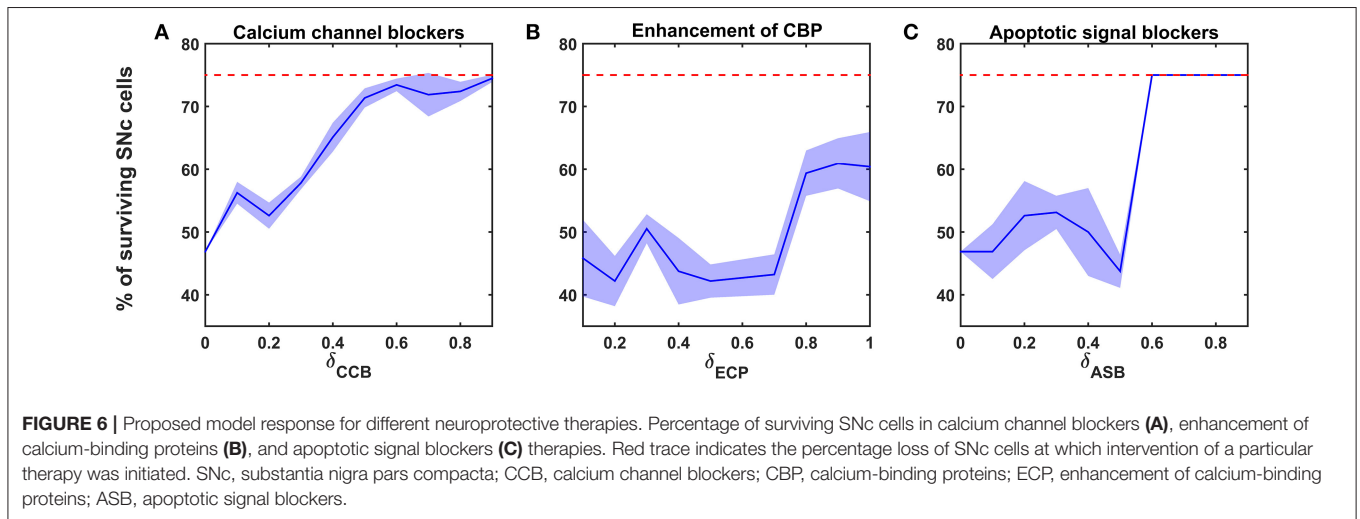 A Calcium channel blockers
B Enhancement of CBP
C Apoptotic signal blockers
% of surviving SNc cells
80
70
60
50
40
0 0.2 0.4 0.6 0.8
δCCB
80
70
60
50
40
0.2 0.4 0.6 0.8 1
δECP
80
70
60
50
40
0 0.2 0.4 0.6 0.8
δASB
FIGURE 6 | Proposed model response for different neuroprotective therapies. Percentage of surviving SNc cells in calcium channel blockers (A), enhancement of
calcium-binding proteins (B), and apoptotic signal blockers (C) therapies. Red trace indicates the percentage loss of SNc cells at which intervention of a particular
therapy was initiated. SNc, substantia nigra pars compacta; CCB, calcium channel blockers; CBP, calcium-binding proteins; ECP, enhancement of calcium-binding
proteins; ASB, apoptotic signal blockers.